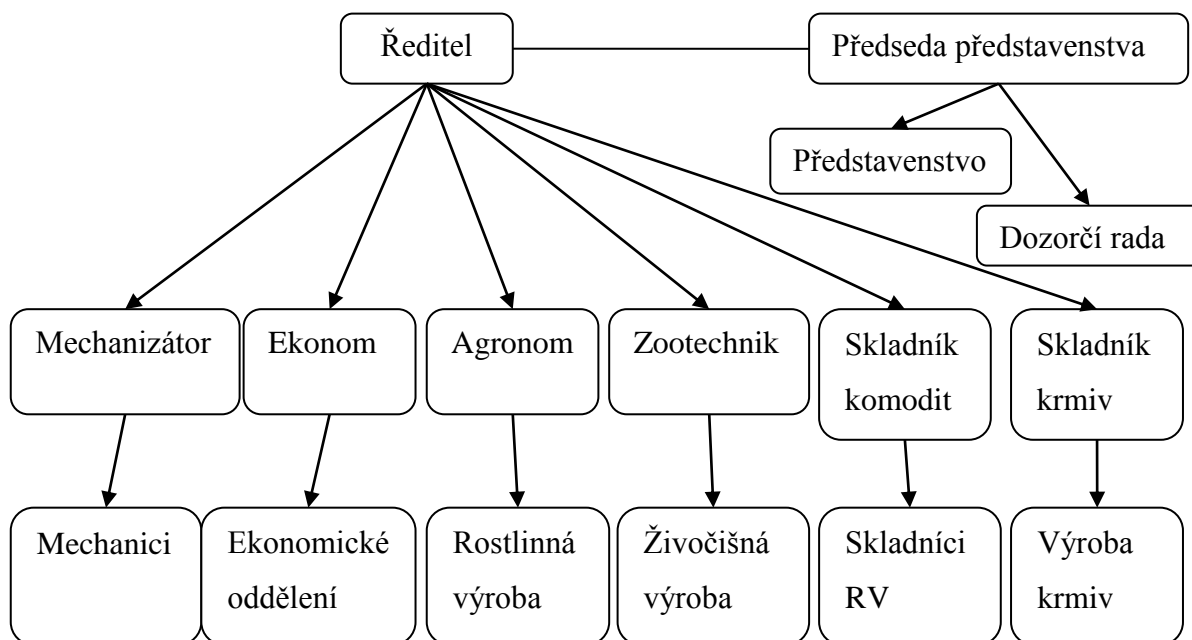 Ředitel
Předseda představenstva
Představenstvo
Dozorčí rada
Mechanizátor
Ekonom
Agronom
Zootechnik
Skladník
komodit
Skladník
krmiv
Mechanici
Ekonomické
oddělení
Rostlinná
výroba
Živočišná
výroba
Skladníci
RV
Výroba
krmiv